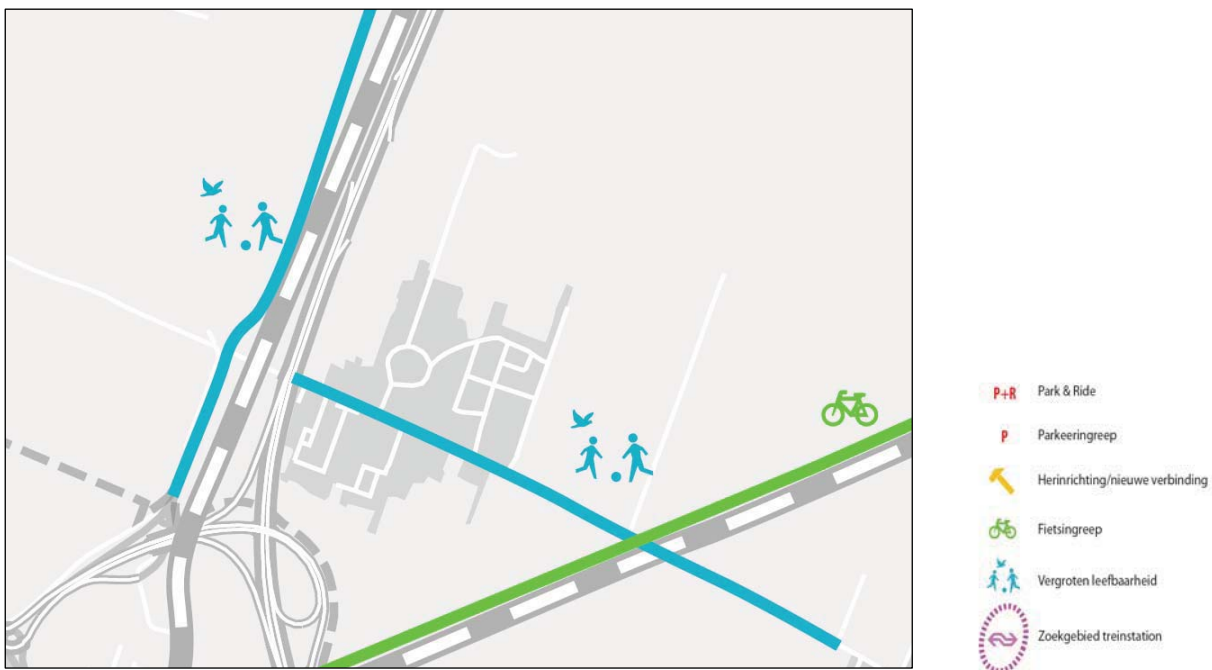 P+R Park & Ride
P Parkeeringreep
Herinrichting/nieuwe verbinding
Fietsingreep
Vergroten leefbaarheid
Zoekgebied treinstation